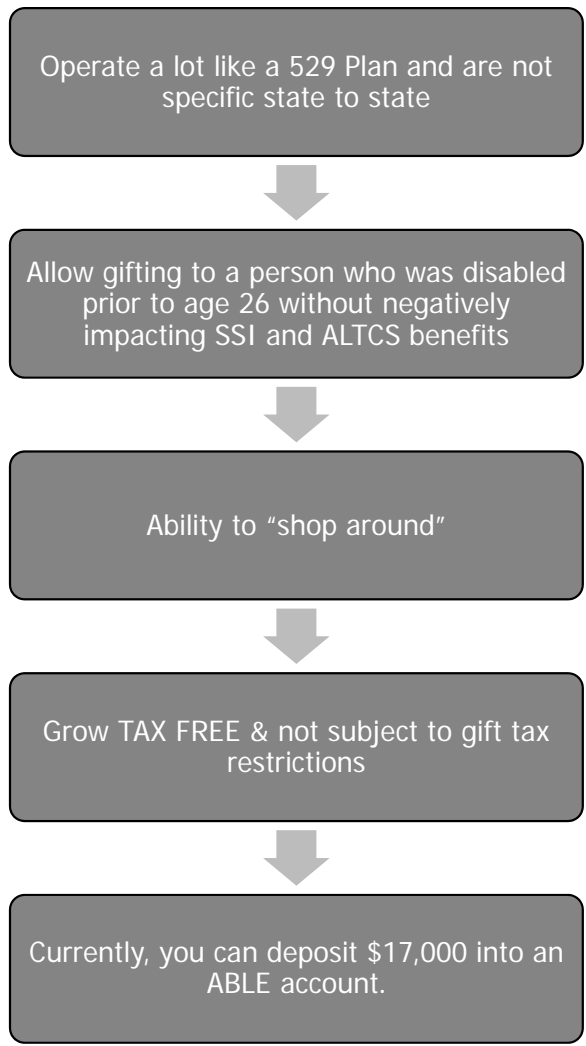 Operate a lot like a 529 Plan and are not
specific state to state
Allow gifting to a person who was disabled
prior to age 26 without negatively
impacting SSI and ALTCS benefits
Ability to “shop around”
Grow TAX FREE & not subject to gift tax
restrictions
Currently, you can deposit $17,000 into an
ABLE account.